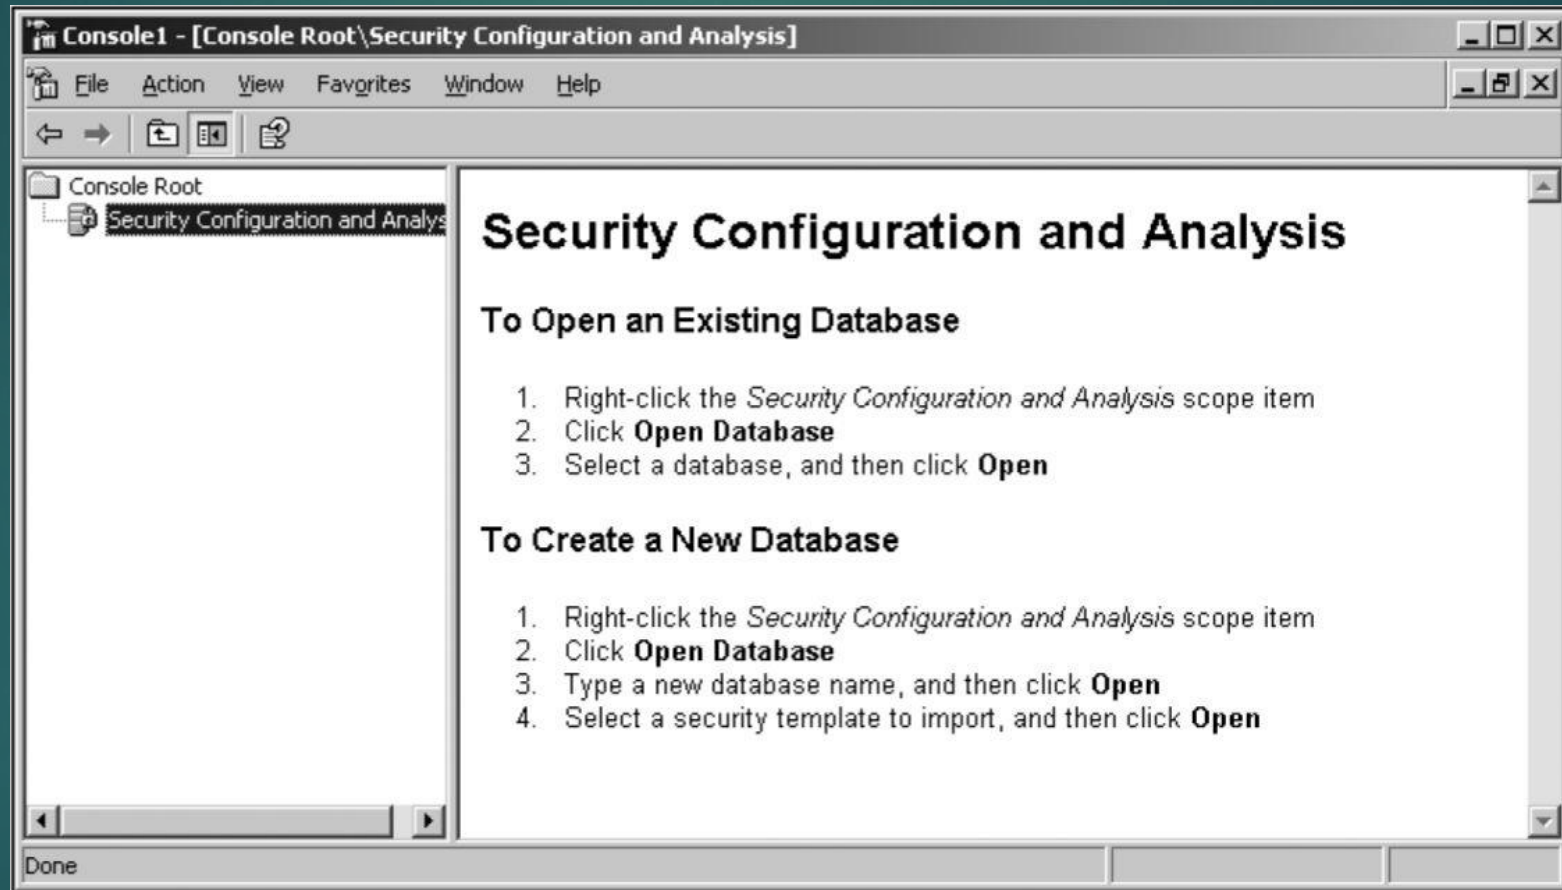 Console1 - [Console Root\Security Configuration and Analysis]
File Action View Favorites Window Help
Console Root
Security Configuration and Analys
Security Configuration and Analysis
To Open an Existing Database
1. Right-click the Security Configuration and Analysis scope item
2. Click Open Database
3. Select a database, and then click Open
To Create a New Database
1. Right-click the Security Configuration and Analysis scope item
2. Click Open Database
3. Type a new database name, and then click Open
4. Select a security template to import, and then click Open
Done